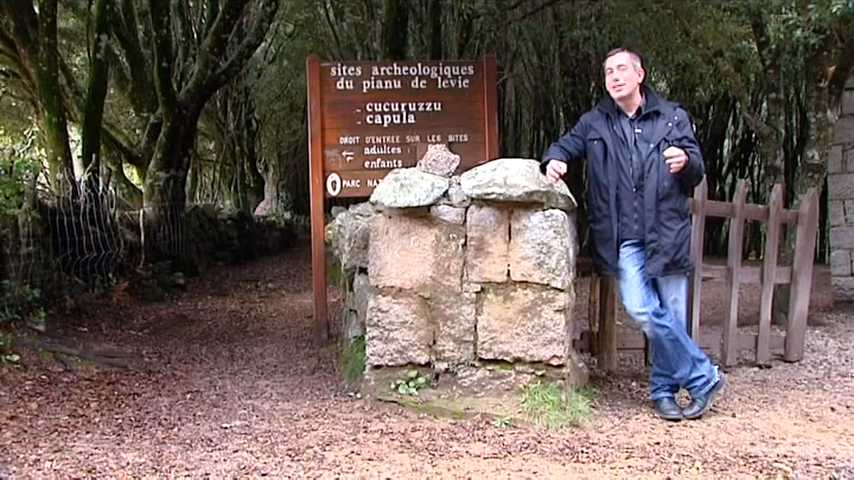 sites archeologiques
du pianu de levie
- cucuruzzu
- capula
DROIT D'ENTREE SUR LES SITES
adultes :
enfants
PARC NA